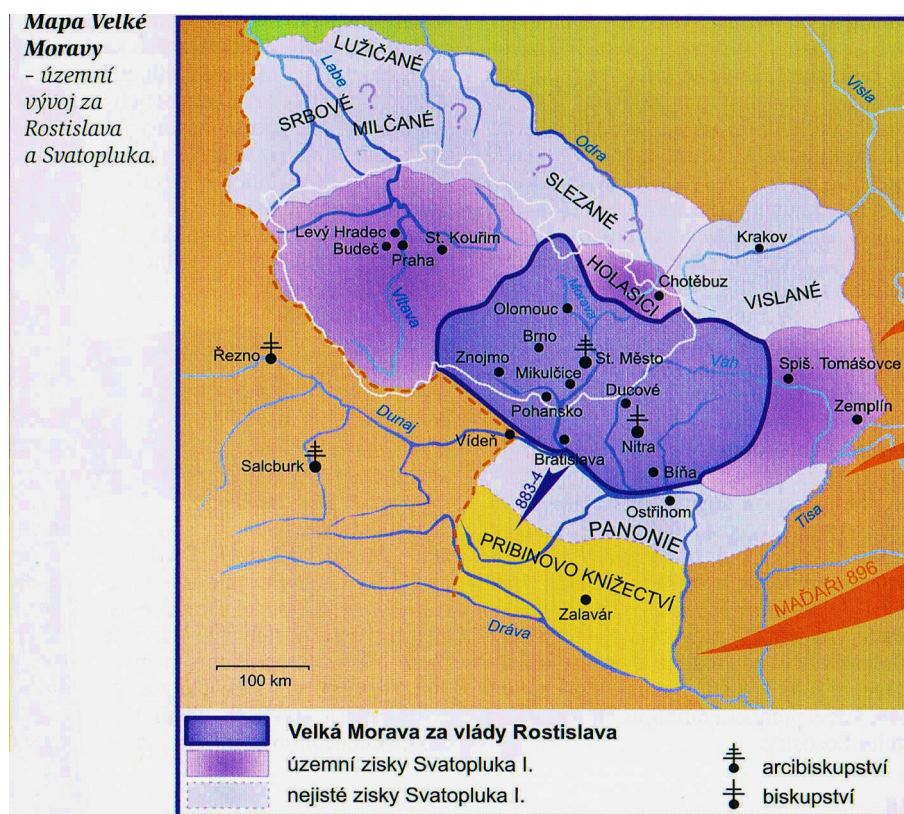 Mapa Velké
Moravy
– územní
vývoj za
Rostislava
a Svatopluka.
LUŽIČANÉ
Labe
SRBOVÉ
MILČANÉ
?
?
Visla
Odra
?
SLEZANÉ
?
Levý Hradec
Budeč
Praha
St. Kouřim
Krakov
HOLASICI
Chotěbuz
VISLANÉ
Vltava
Olomouc
Morava
Brno
Znojmo
St. Město
Mikulčice
Váh
Spiš. Tomášovce
Řezno
Ducové
Pohansko
Zemplín
Dunaj
Vídeň
Nitra
Bratislava
Salcburk
Bíňa
883-4
Ostřihom
PANONIE
Tisa
PRIBINOVO KNÍŽECTVÍ
MAĎAŘI 896
Zalavár
Dráva
100 km
Velká Morava za vlády Rostislava
územní zisky Svatopluka I.
nejisté zisky Svatopluka I.
arcibiskupství
biskupství